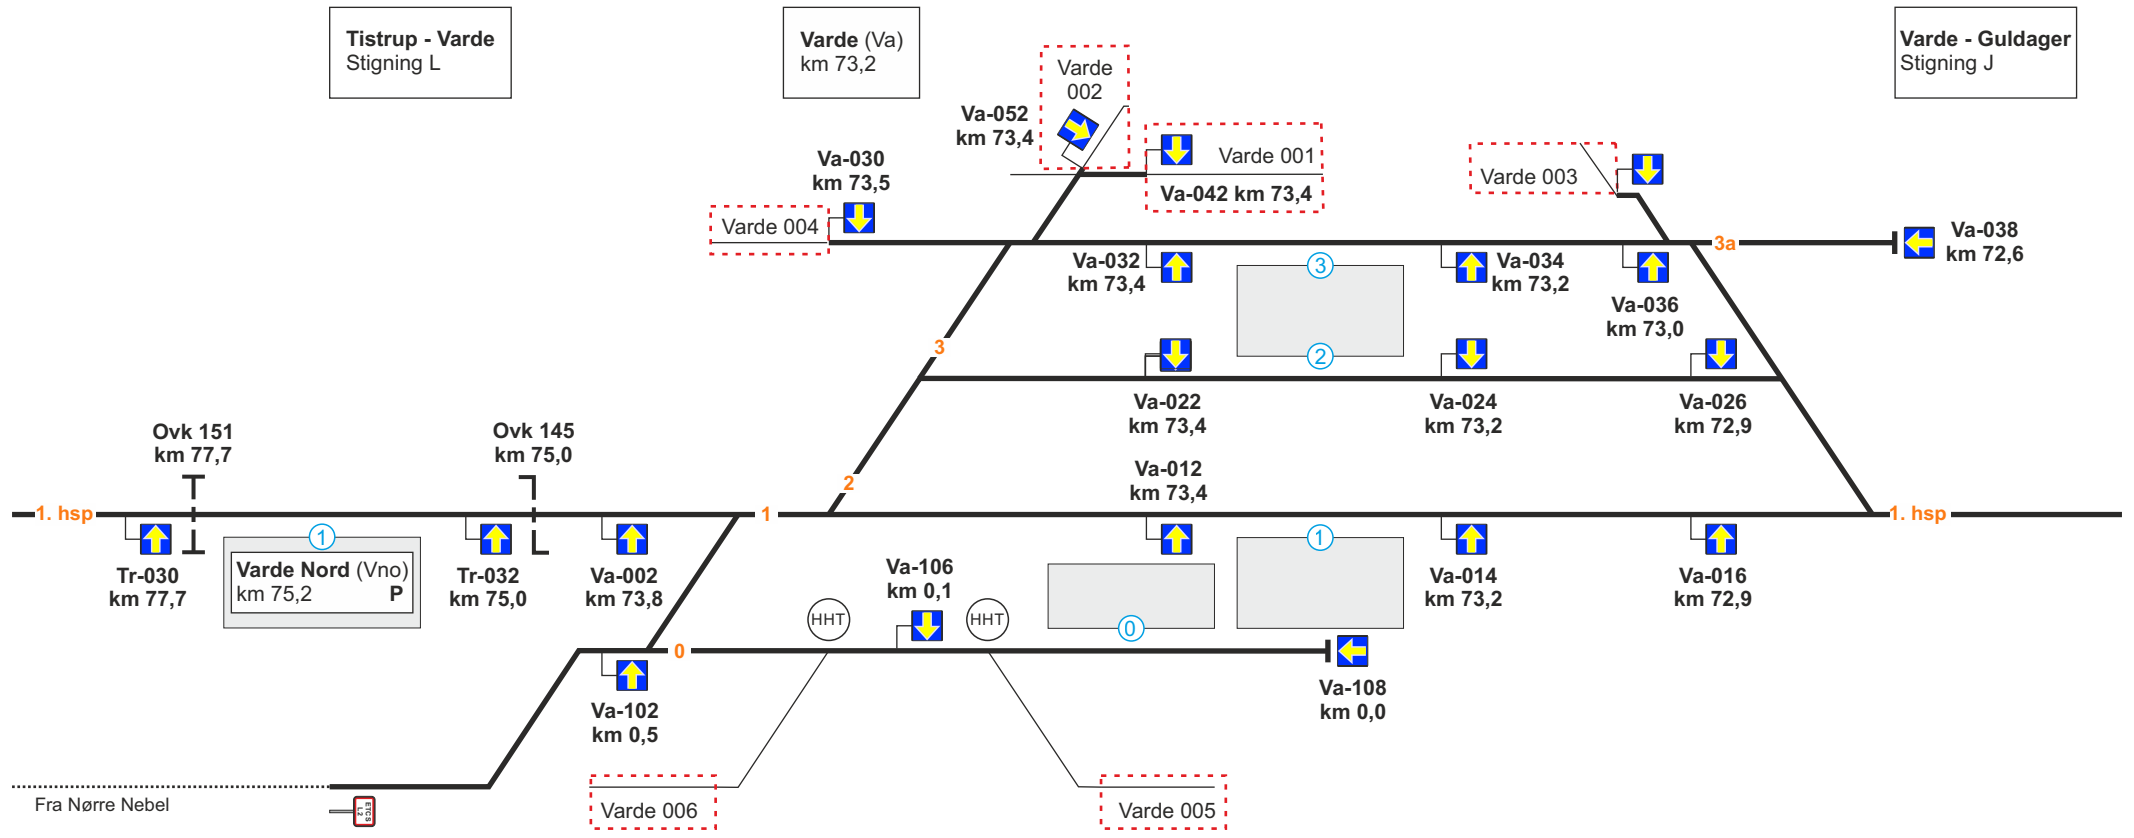 Tistrup - Varde
Stigning L
Varde (Va)
km 73,2
Varde - Guldager
Stigning J
Varde
002
Va-052
km 73,4
Varde 001
Va-042 km 73,4
Va-030
km 73,5
Varde 004
Varde 003
Va-038
km 72,6
3a
Va-032
km 73,4
3
Va-034
km 73,2
Va-036
km 73,0
3
2
Va-022
km 73,4
Va-024
km 73,2
Va-026
km 72,9
Ovk 151
km 77,7
Ovk 145
km 75,0
2
Va-012
km 73,4
1. hsp
1
1. hsp
1
Varde Nord (Vno)
km 75,2 P
Tr-030
km 77,7
Tr-032
km 75,0
Va-002
km 73,8
Va-106
km 0,1
1
Va-014
km 73,2
Va-016
km 72,9
HHT
HHT
0
0
Va-102
km 0,5
Va-108
km 0,0
Fra Nørre Nebel
ETCS
L2
Varde 006
Varde 005